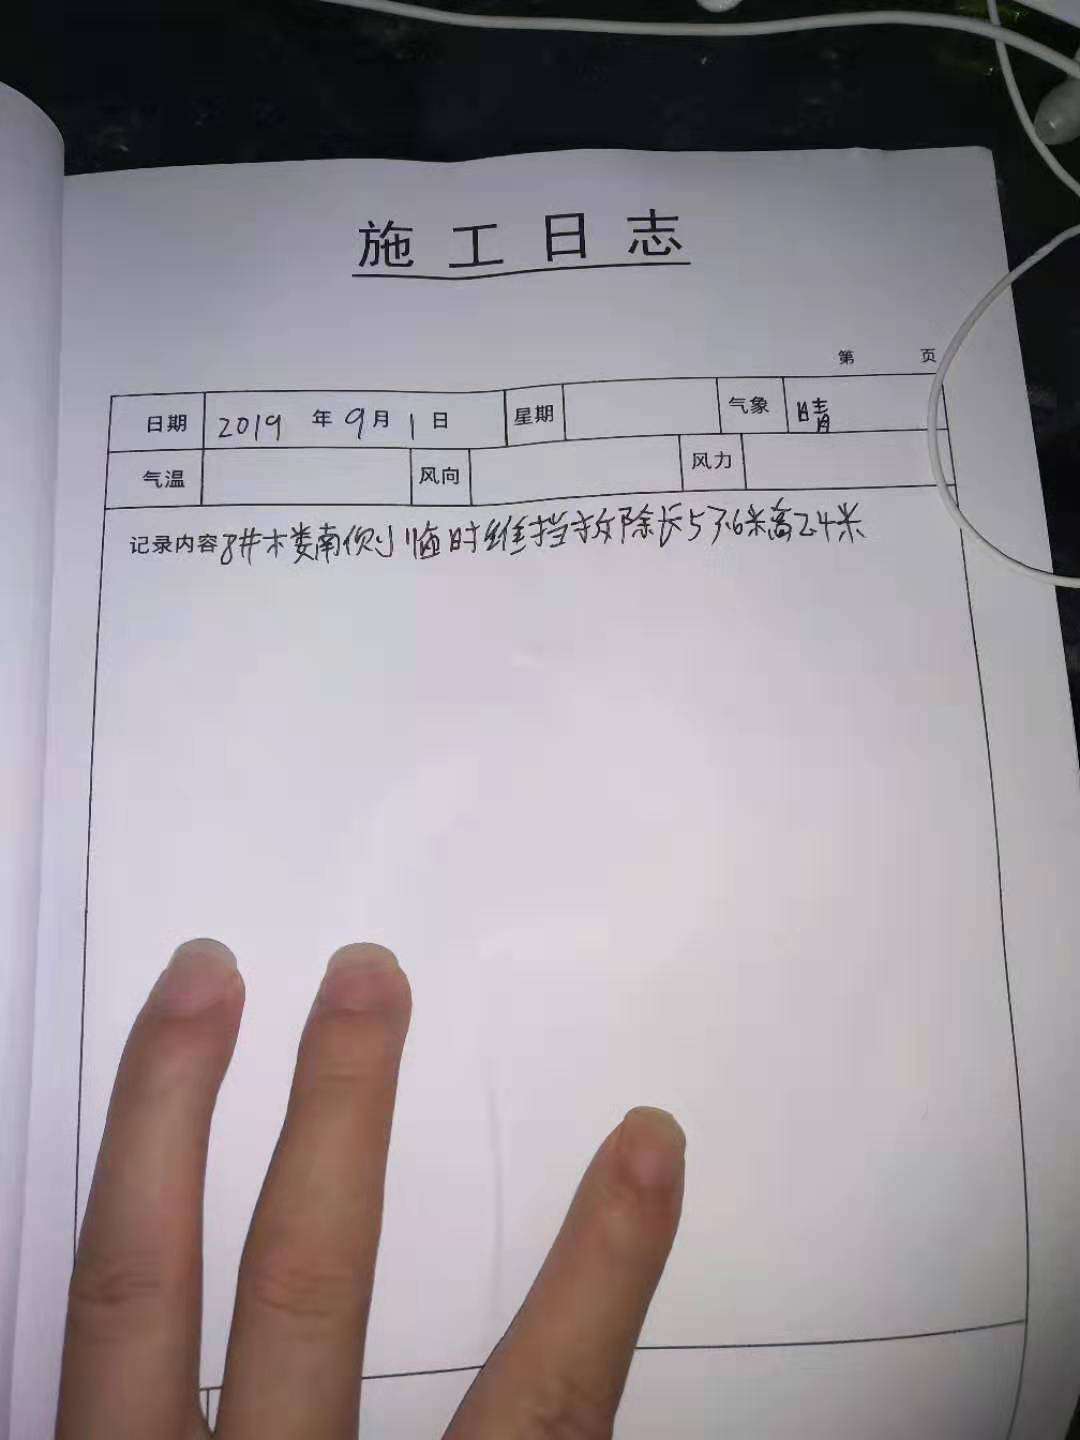 施工日志
第 页
日期 2019 年 9月 1 日 星期 气象 晴
气温 风向 风力
记录内容 8#楼南侧临时维挡拆除长57.6米高2.4米